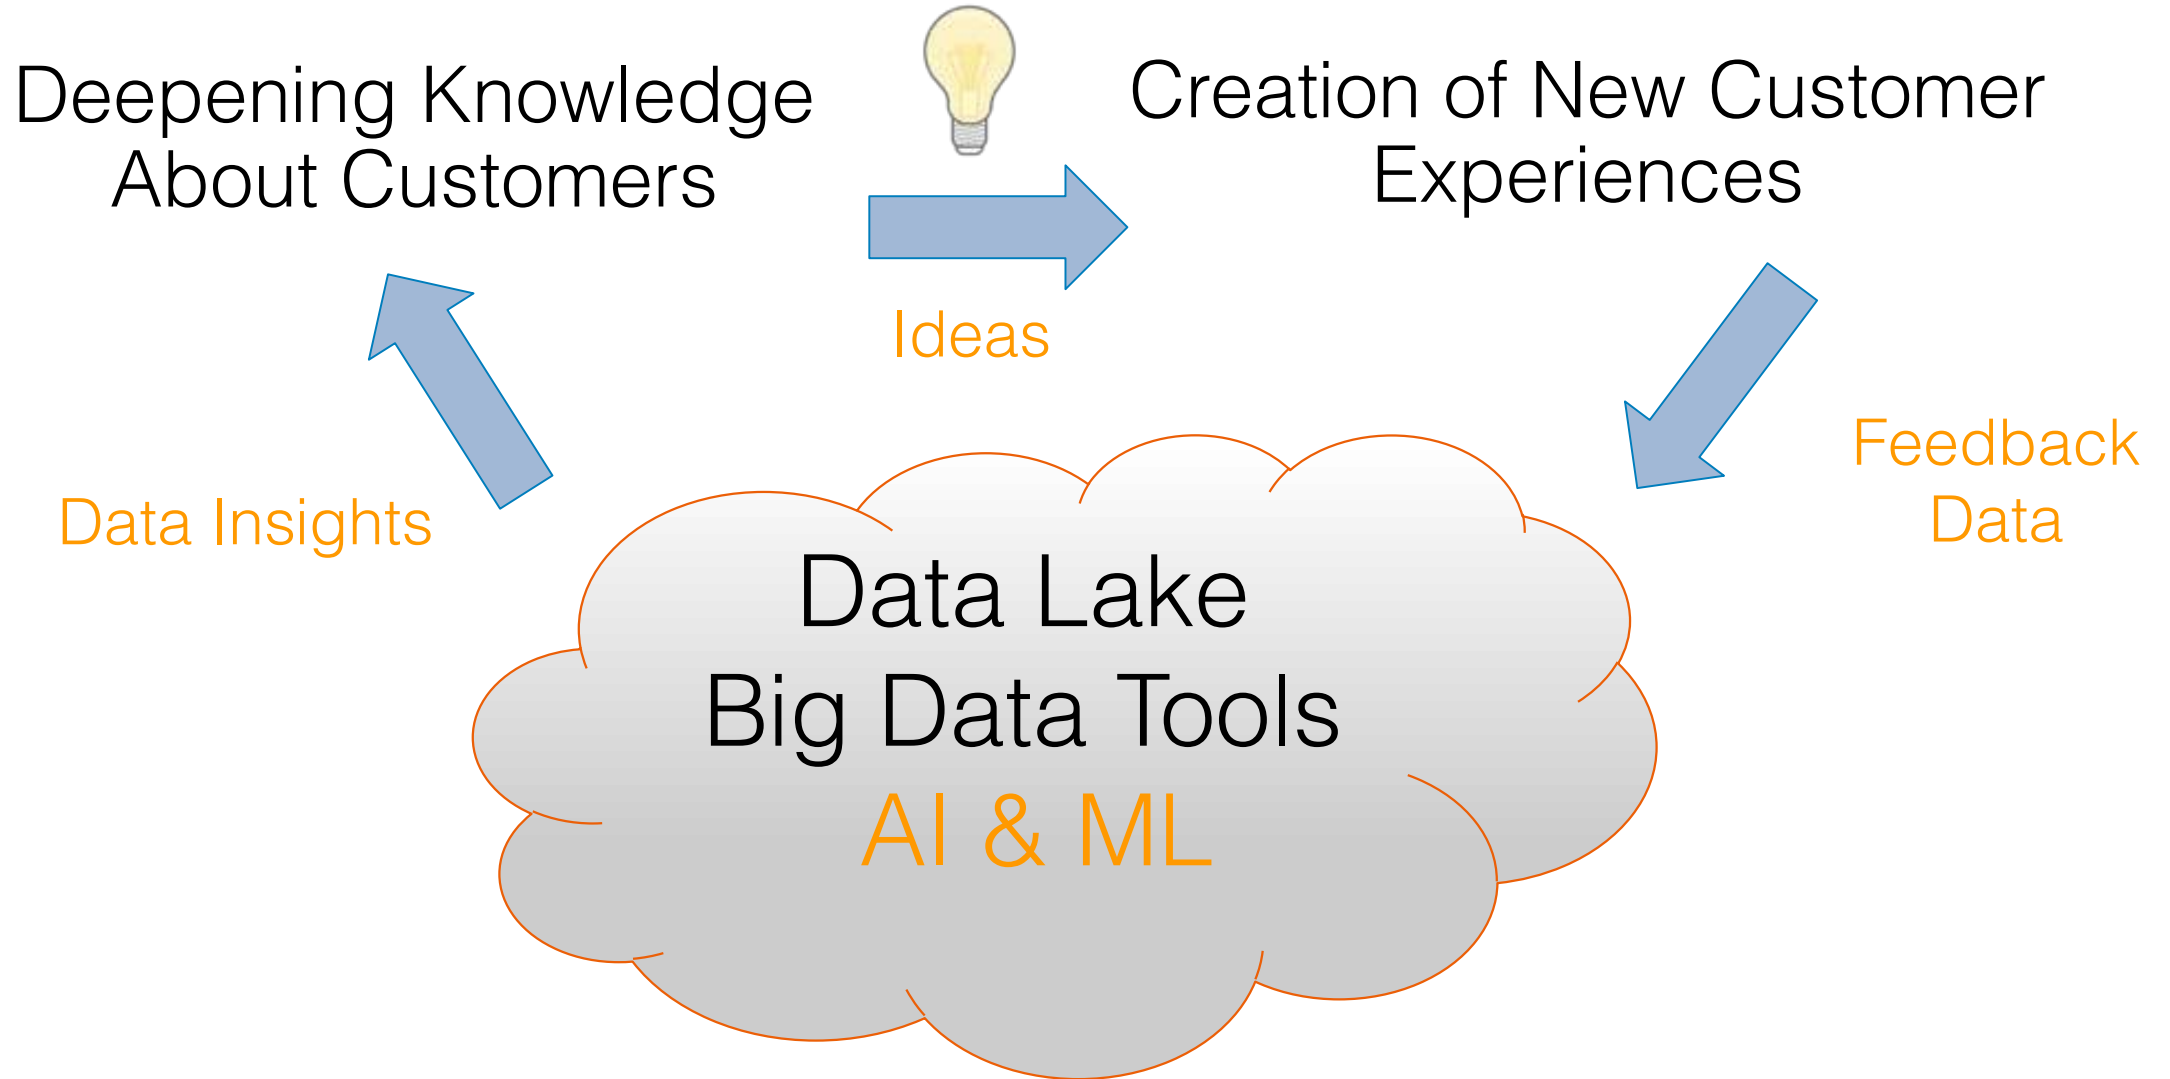 Deepening Knowledge
About Customers
Creation of New Customer
Experiences
Ideas
Data Insights
Feedback
Data
Data Lake
Big Data Tools
AI & ML